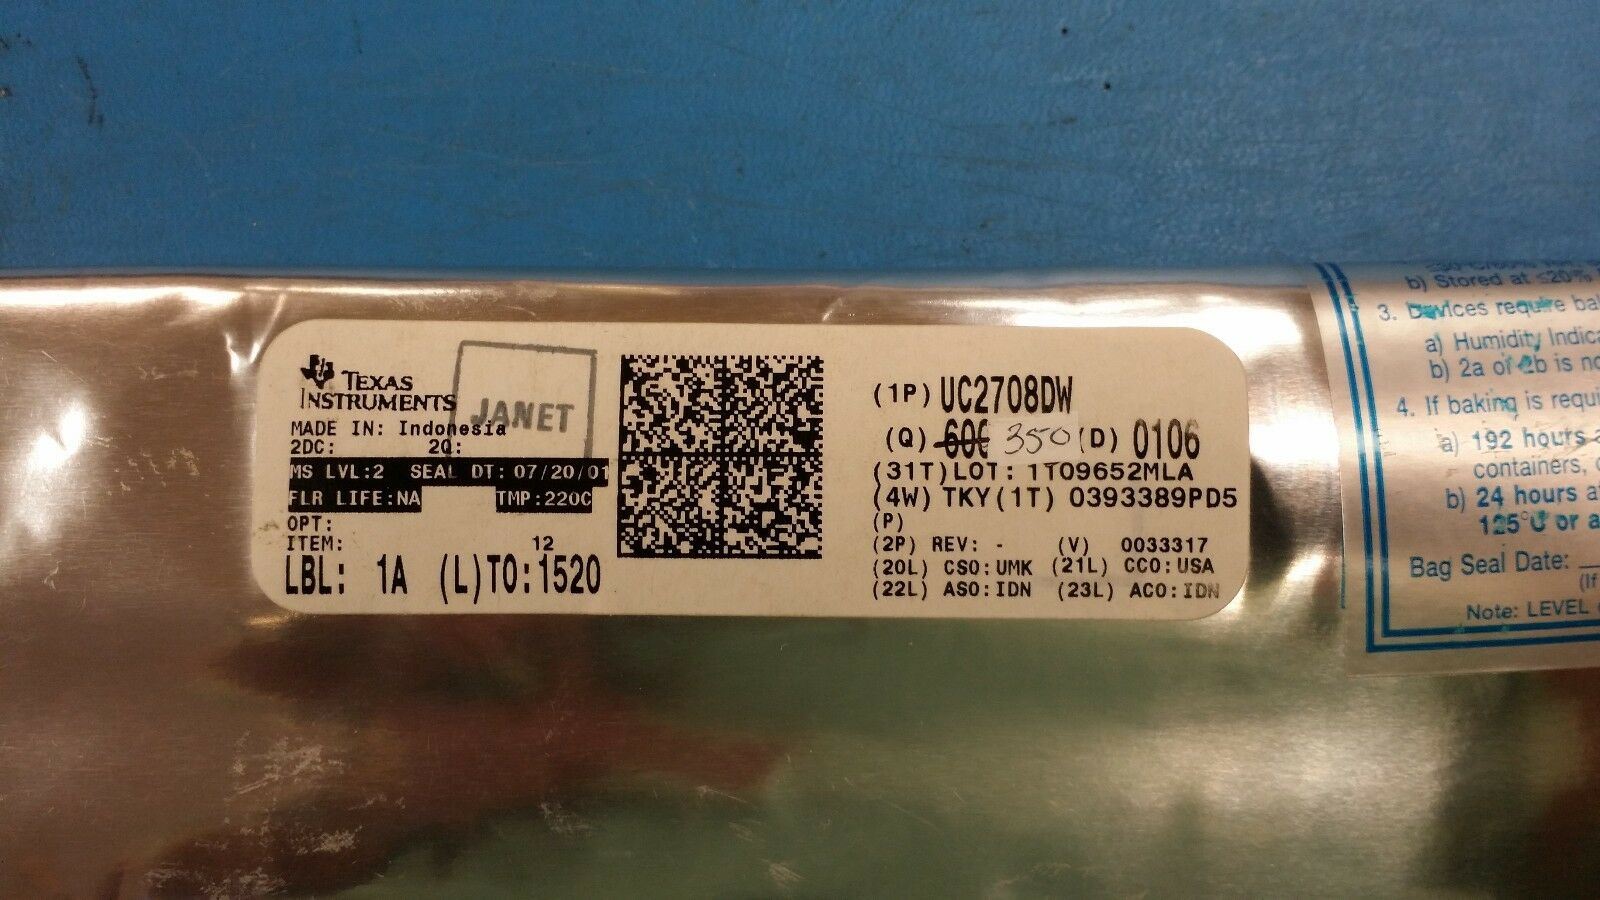 TEXAS
INSTRUMENTS
JANET
MADE IN: Indonesia
2DC: 2Q:
MS LVL:2 SEAL DT: 07/20/01
FLR LIFE:NA TMP:220C
OPT:
ITEM: 12
LBL: 1A (L)TO:1520
(1P) UC2708DW
(Q) 600 350 (D) 0106
(31T)LOT: 1T09652MLA
(4W) TKY(1T) 0393389PD5
(P)
(2P) REV: - (V) 0033317
(20L) CSO:UMK (21L) CCO:USA
(22L) ASO:IDN (23L) ACO:IDN
b) Stored at ≤20%
3. Devices require
a) Humidity
b) 2a or 2b is
4. If baking is
a) 192 hours
containers,
b) 24 hours
125°C or
Bag Seal Date:
(If
Note: LEVEL